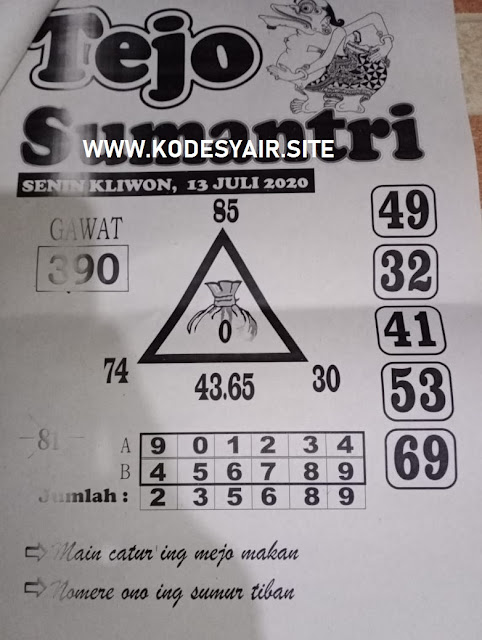 Tejo
Sumantri
WWW.KODESYAIR.SITE
SENIN KLIWON, 13 JULI 2020
GAWAT
390
85
0
74
43.65
30
49
32
41
53
69
-81-
A 9 0 1 2 3 4
B 4 5 6 7 8 9
Jumlah : 2 3 5 6 8 9
⇨ Main catur'ing mejo makan
⇨ Nomere ono ing sumur tiban